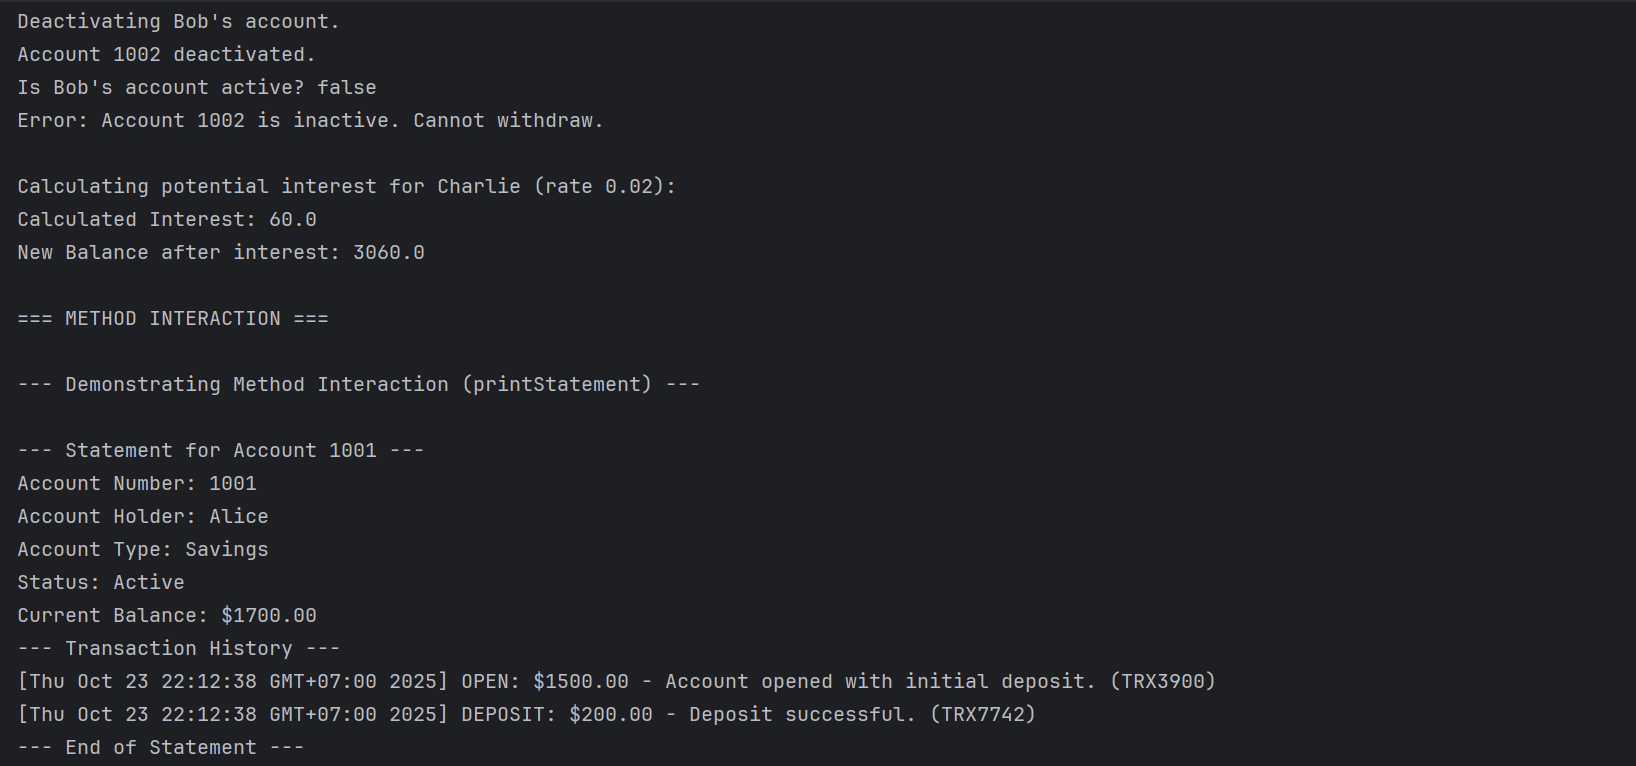 Deactivating Bob's account.
Account 1002 deactivated.
Is Bob's account active? false
Error: Account 1002 is inactive. Cannot withdraw.
Calculating potential interest for Charlie (rate 0.02):
Calculated Interest: 60.0
New Balance after interest: 3060.0
=== METHOD INTERACTION ===
--- Demonstrating Method Interaction (printStatement) ---
--- Statement for Account 1001 ---
Account Number: 1001
Account Holder: Alice
Account Type: Savings
Status: Active
Current Balance: $1700.00
--- Transaction History ---
[Thu Oct 23 22:12:38 GMT+07:00 2025] OPEN: $1500.00 - Account opened with initial deposit. (TRX3900)
[Thu Oct 23 22:12:38 GMT+07:00 2025] DEPOSIT: $200.00 - Deposit successful. (TRX7742)
--- End of Statement ---